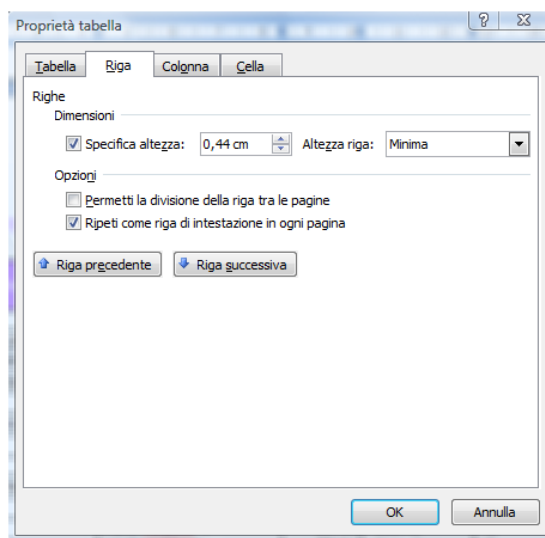 Proprietà tabella
Tabella Riga Colonna Cella
Righe
Dimensioni
Specifica altezza: 0,44 cm Altezza riga: Minima
Opzioni
Permetti la divisione della riga tra le pagine
Ripeti come riga di intestazione in ogni pagina
Riga precedente Riga successiva
OK Annulla